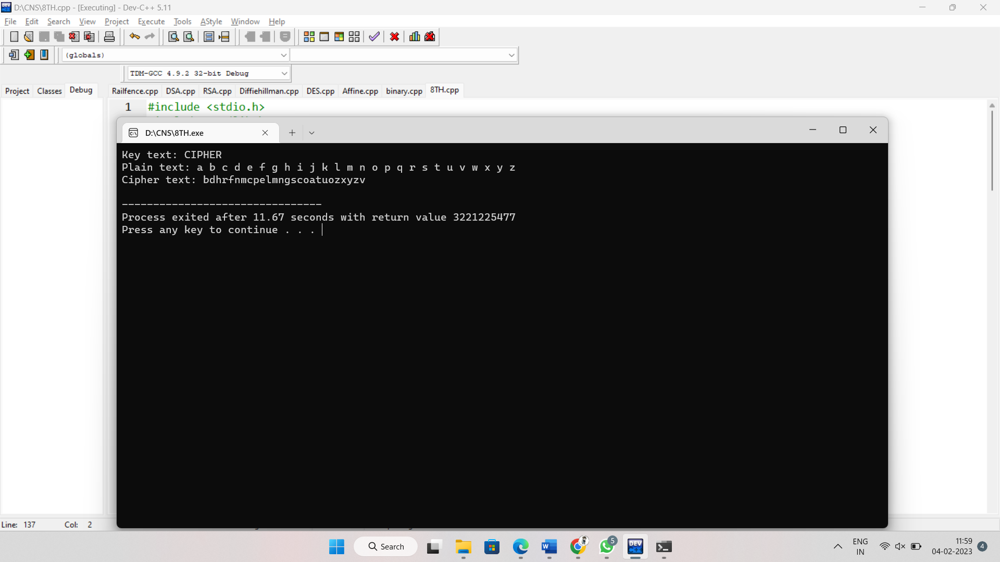 D:\CNS\8TH.cpp - [Executing] - Dev-C++ 5.11
File Edit Search View Project Execute Tools AStyle Window Help
(globals)
TDM-GCC 4.9.2 32-bit Debug
Project Classes Debug
Railfence.cpp DSA.cpp RSA.cpp Diffiehillman.cpp DES.cpp Affine.cpp binary.cpp 8TH.cpp
1 #include <stdio.h>
D:\CNS\8TH.exe
Key text: CIPHER
Plain text: a b c d e f g h i j k l m n o p q r s t u v w x y z
Cipher text: bdhrfnmcpelmngscoatuozxyzv
--------------------------------
Process exited after 11.67 seconds with return value 3221225477
Press any key to continue . . .
Line: 137 Col: 2
Search
DEV
C++
5
ENG
IN
11:59
04-02-2023
4